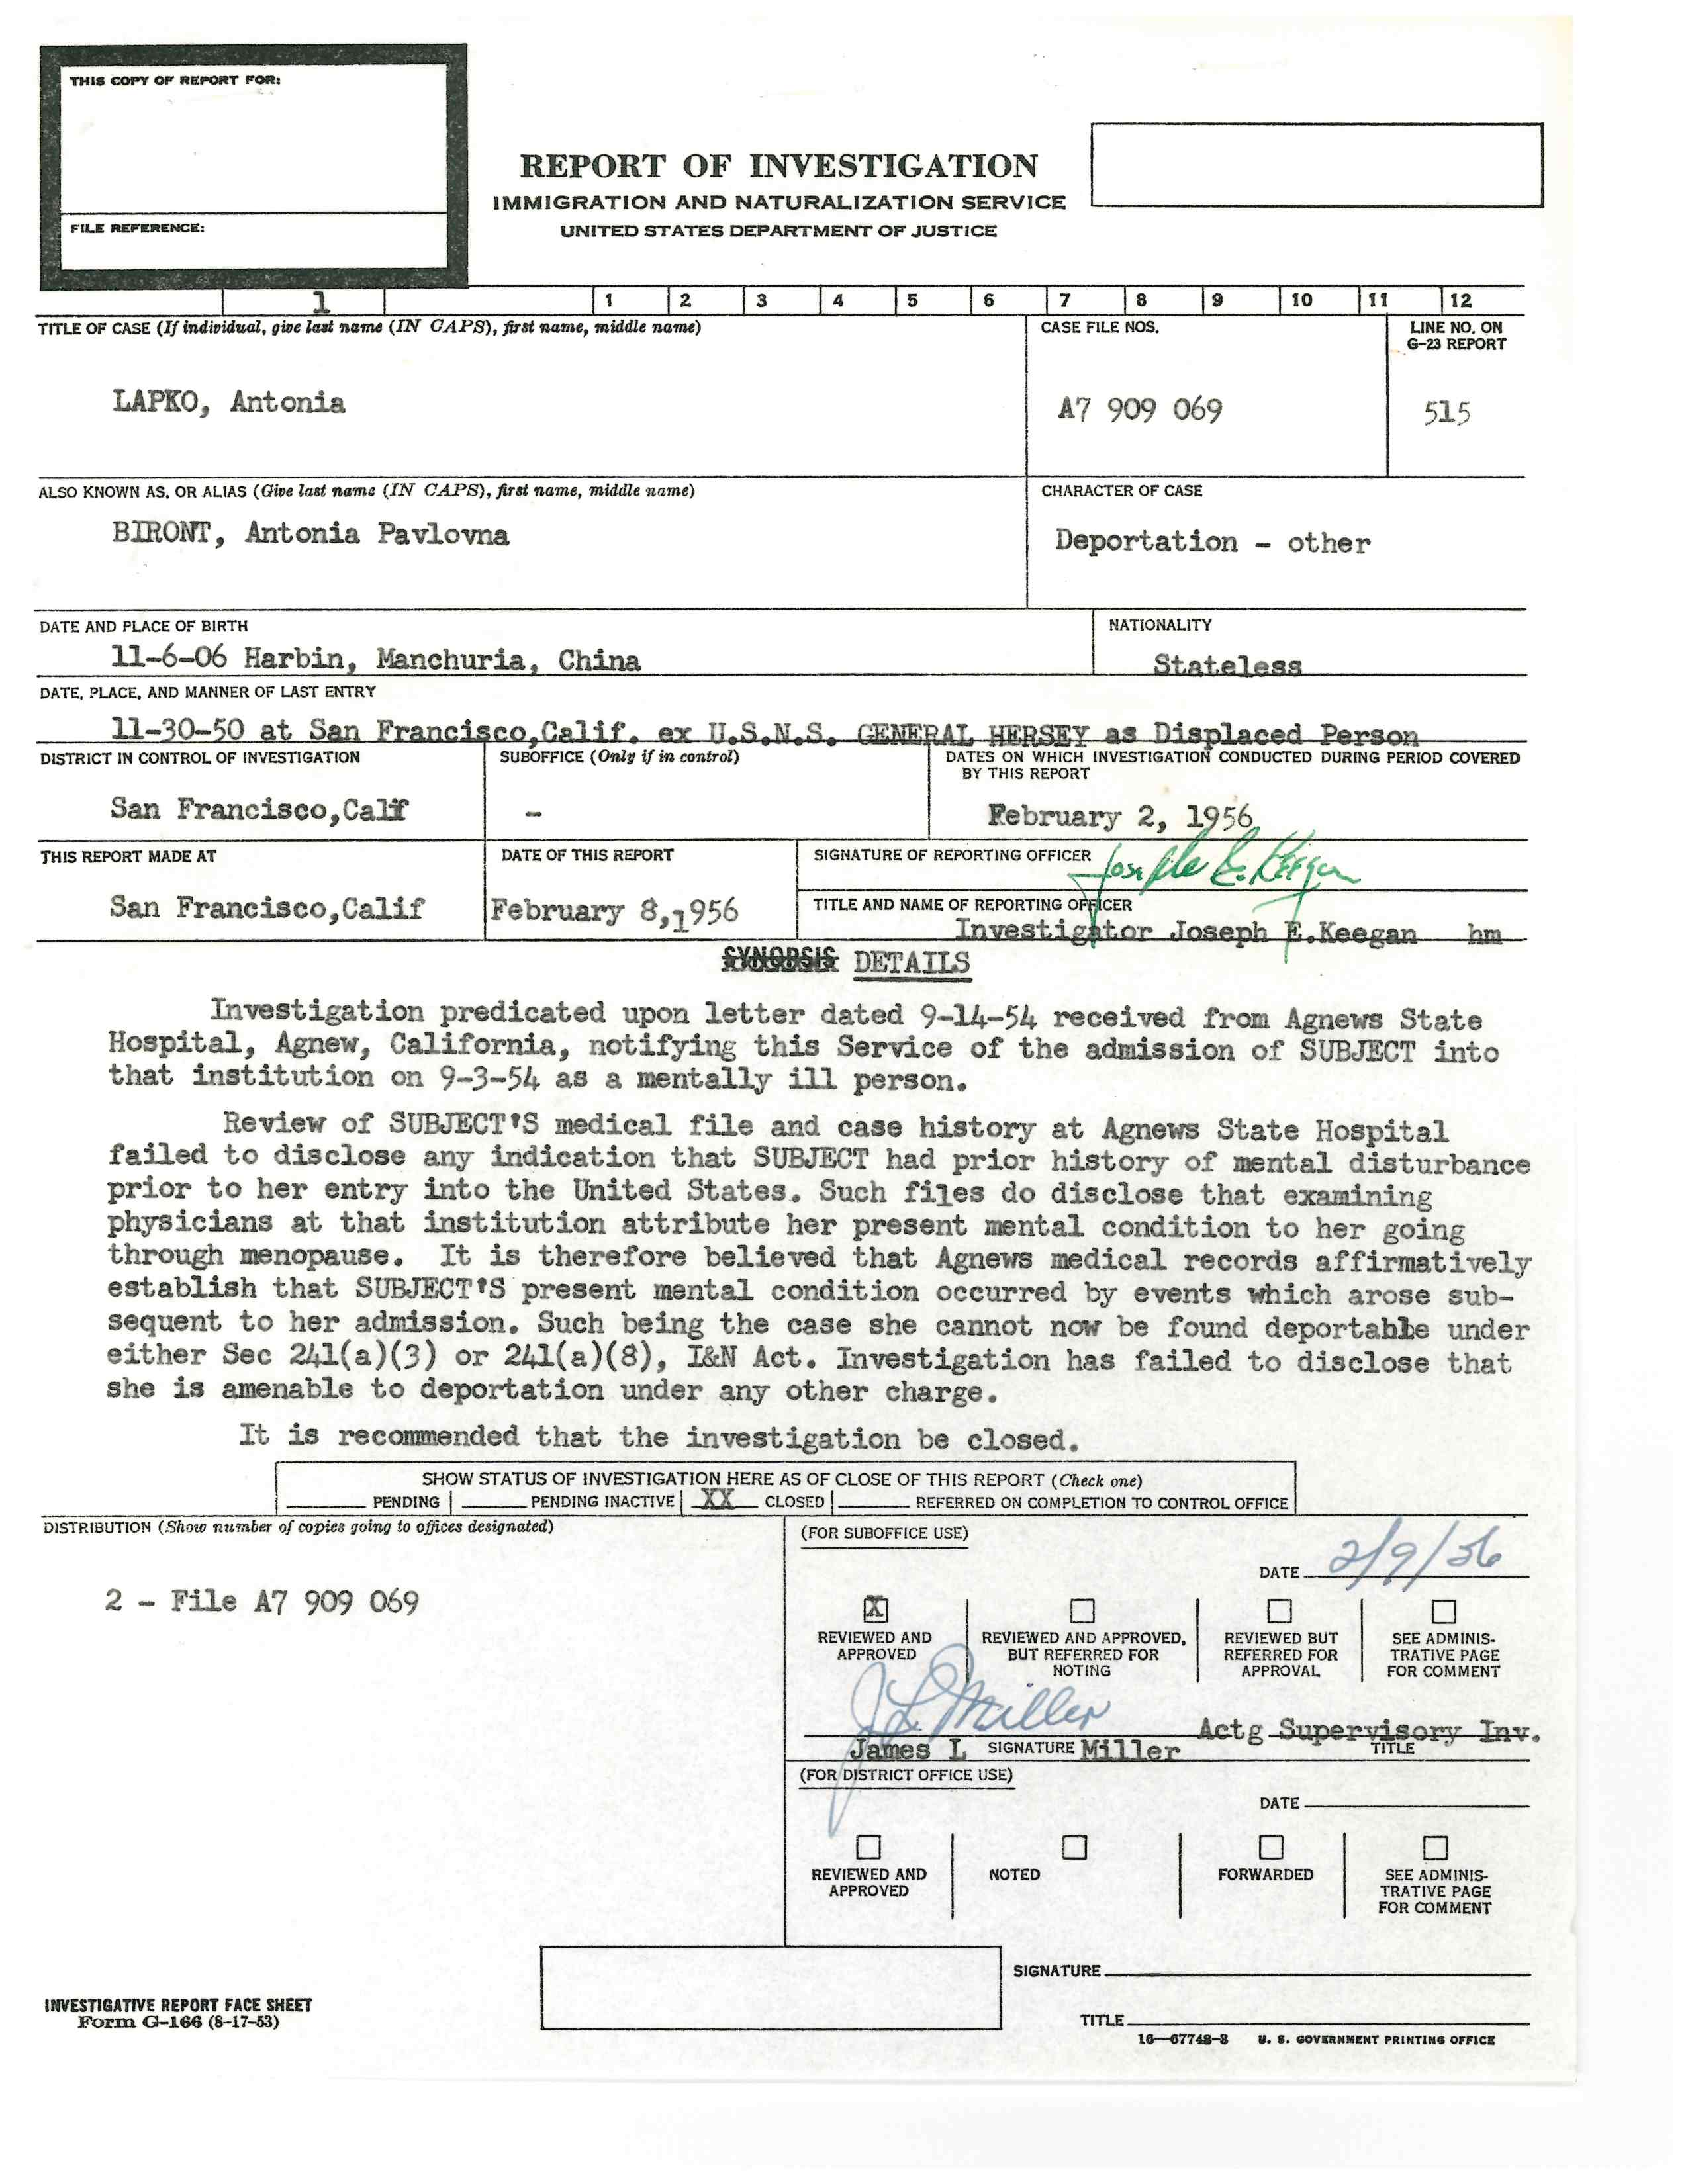 THIS COPY OF REPORT FOR:
FILE REFERENCE:
REPORT OF INVESTIGATION
IMMIGRATION AND NATURALIZATION SERVICE
UNITED STATES DEPARTMENT OF JUSTICE
1 1 2 3 4 5 6 7 8 9 10 11 12
TITLE OF CASE (If individual, give last name (IN CAPS), first name, middle name)
CASE FILE NOS.
LINE NO. ON
G-23 REPORT
LAPKO, Antonia
A7 909 069
515
ALSO KNOWN AS, OR ALIAS (Give last name (IN CAPS), first name, middle name)
CHARACTER OF CASE
BIRONT, Antonia Pavlovna
Deportation - other
DATE AND PLACE OF BIRTH
NATIONALITY
11-6-06 Harbin, Manchuria, China
Stateless
DATE, PLACE, AND MANNER OF LAST ENTRY
11-30-50 at San Francisco,Calif. ex U.S.N.S. GENERAL HERSEY as Displaced Person
DISTRICT IN CONTROL OF INVESTIGATION
SUBOFFICE (Only if in control)
DATES ON WHICH INVESTIGATION CONDUCTED DURING PERIOD COVERED
BY THIS REPORT
San Francisco,Calif
-
February 2, 1956
THIS REPORT MADE AT
DATE OF THIS REPORT
SIGNATURE OF REPORTING OFFICER
Joseph E. Keegan
San Francisco,Calif
February 8,1956
TITLE AND NAME OF REPORTING OFFICER
Investigator Joseph E.Keegan hm
SYNOPSIS DETAILS
Investigation predicated upon letter dated 9-14-54 received from Agnews State
Hospital, Agnew, California, notifying this Service of the admission of SUBJECT into
that institution on 9-3-54 as a mentally ill person.
Review of SUBJECT'S medical file and case history at Agnews State Hospital
failed to disclose any indication that SUBJECT had prior history of mental disturbance
prior to her entry into the United States. Such files do disclose that examining
physicians at that institution attribute her present mental condition to her going
through menopause. It is therefore believed that Agnews medical records affirmatively
establish that SUBJECT'S present mental condition occurred by events which arose sub-
sequent to her admission. Such being the case she cannot now be found deportable under
either Sec 241(a)(3) or 241(a)(8), I&N Act. Investigation has failed to disclose that
she is amenable to deportation under any other charge.
It is recommended that the investigation be closed.
SHOW STATUS OF INVESTIGATION HERE AS OF CLOSE OF THIS REPORT (Check one)
PENDING PENDING INACTIVE XX CLOSED REFERRED ON COMPLETION TO CONTROL OFFICE
DISTRIBUTION (Show number of copies going to offices designated)
(FOR SUBOFFICE USE)
DATE 2/9/56
2 - File A7 909 069
X
REVIEWED AND
APPROVED
REVIEWED AND APPROVED,
BUT REFERRED FOR
NOTING
REVIEWED BUT
REFERRED FOR
APPROVAL
SEE ADMINIS-
TRATIVE PAGE
FOR COMMENT
J L Miller
Actg Supervisory Inv.
James L SIGNATURE Miller
TITLE
(FOR DISTRICT OFFICE USE)
DATE
REVIEWED AND
APPROVED
NOTED
FORWARDED
SEE ADMINIS-
TRATIVE PAGE
FOR COMMENT
SIGNATURE
INVESTIGATIVE REPORT FACE SHEET
Form G-166 (8-17-53)
TITLE
16—67748-3 U. S. GOVERNMENT PRINTING OFFICE